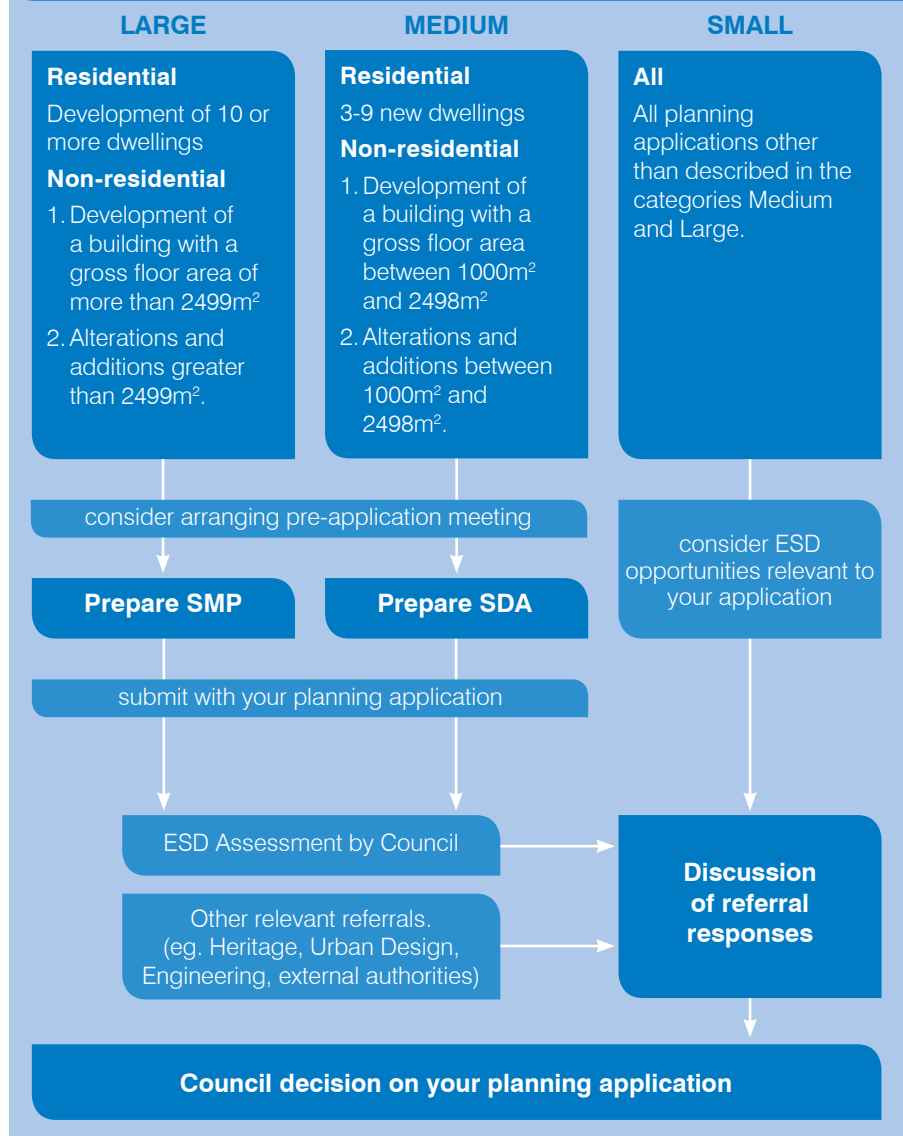 LARGE
Residential
Development of 10 or
more dwellings
Non-residential
1. Development of
a building with a
gross floor area of
more than 2499m²
2. Alterations and
additions greater
than 2499m².
MEDIUM
Residential
3-9 new dwellings
Non-residential
1. Development of
a building with a
gross floor area
between 1000m²
and 2498m²
2. Alterations and
additions between
1000m² and
2498m².
SMALL
All
All planning
applications other
than described in the
categories Medium
and Large.
consider arranging pre-application meeting
Prepare SMP
Prepare SDA
consider ESD
opportunities relevant to
your application
submit with your planning application
ESD Assessment by Council
Other relevant referrals.
(eg. Heritage, Urban Design,
Engineering, external authorities)
Discussion
of referral
responses
Council decision on your planning application